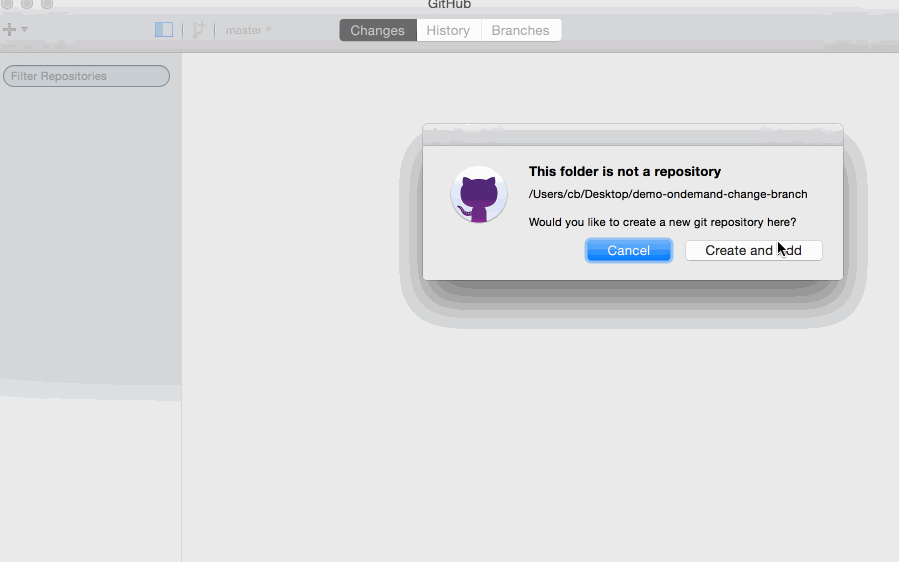 GitHub
master
Changes
History
Branches
Filter Repositories
This folder is not a repository
/Users/cb/Desktop/demo-ondemand-change-branch
Would you like to create a new git repository here?
Cancel
Create and Add